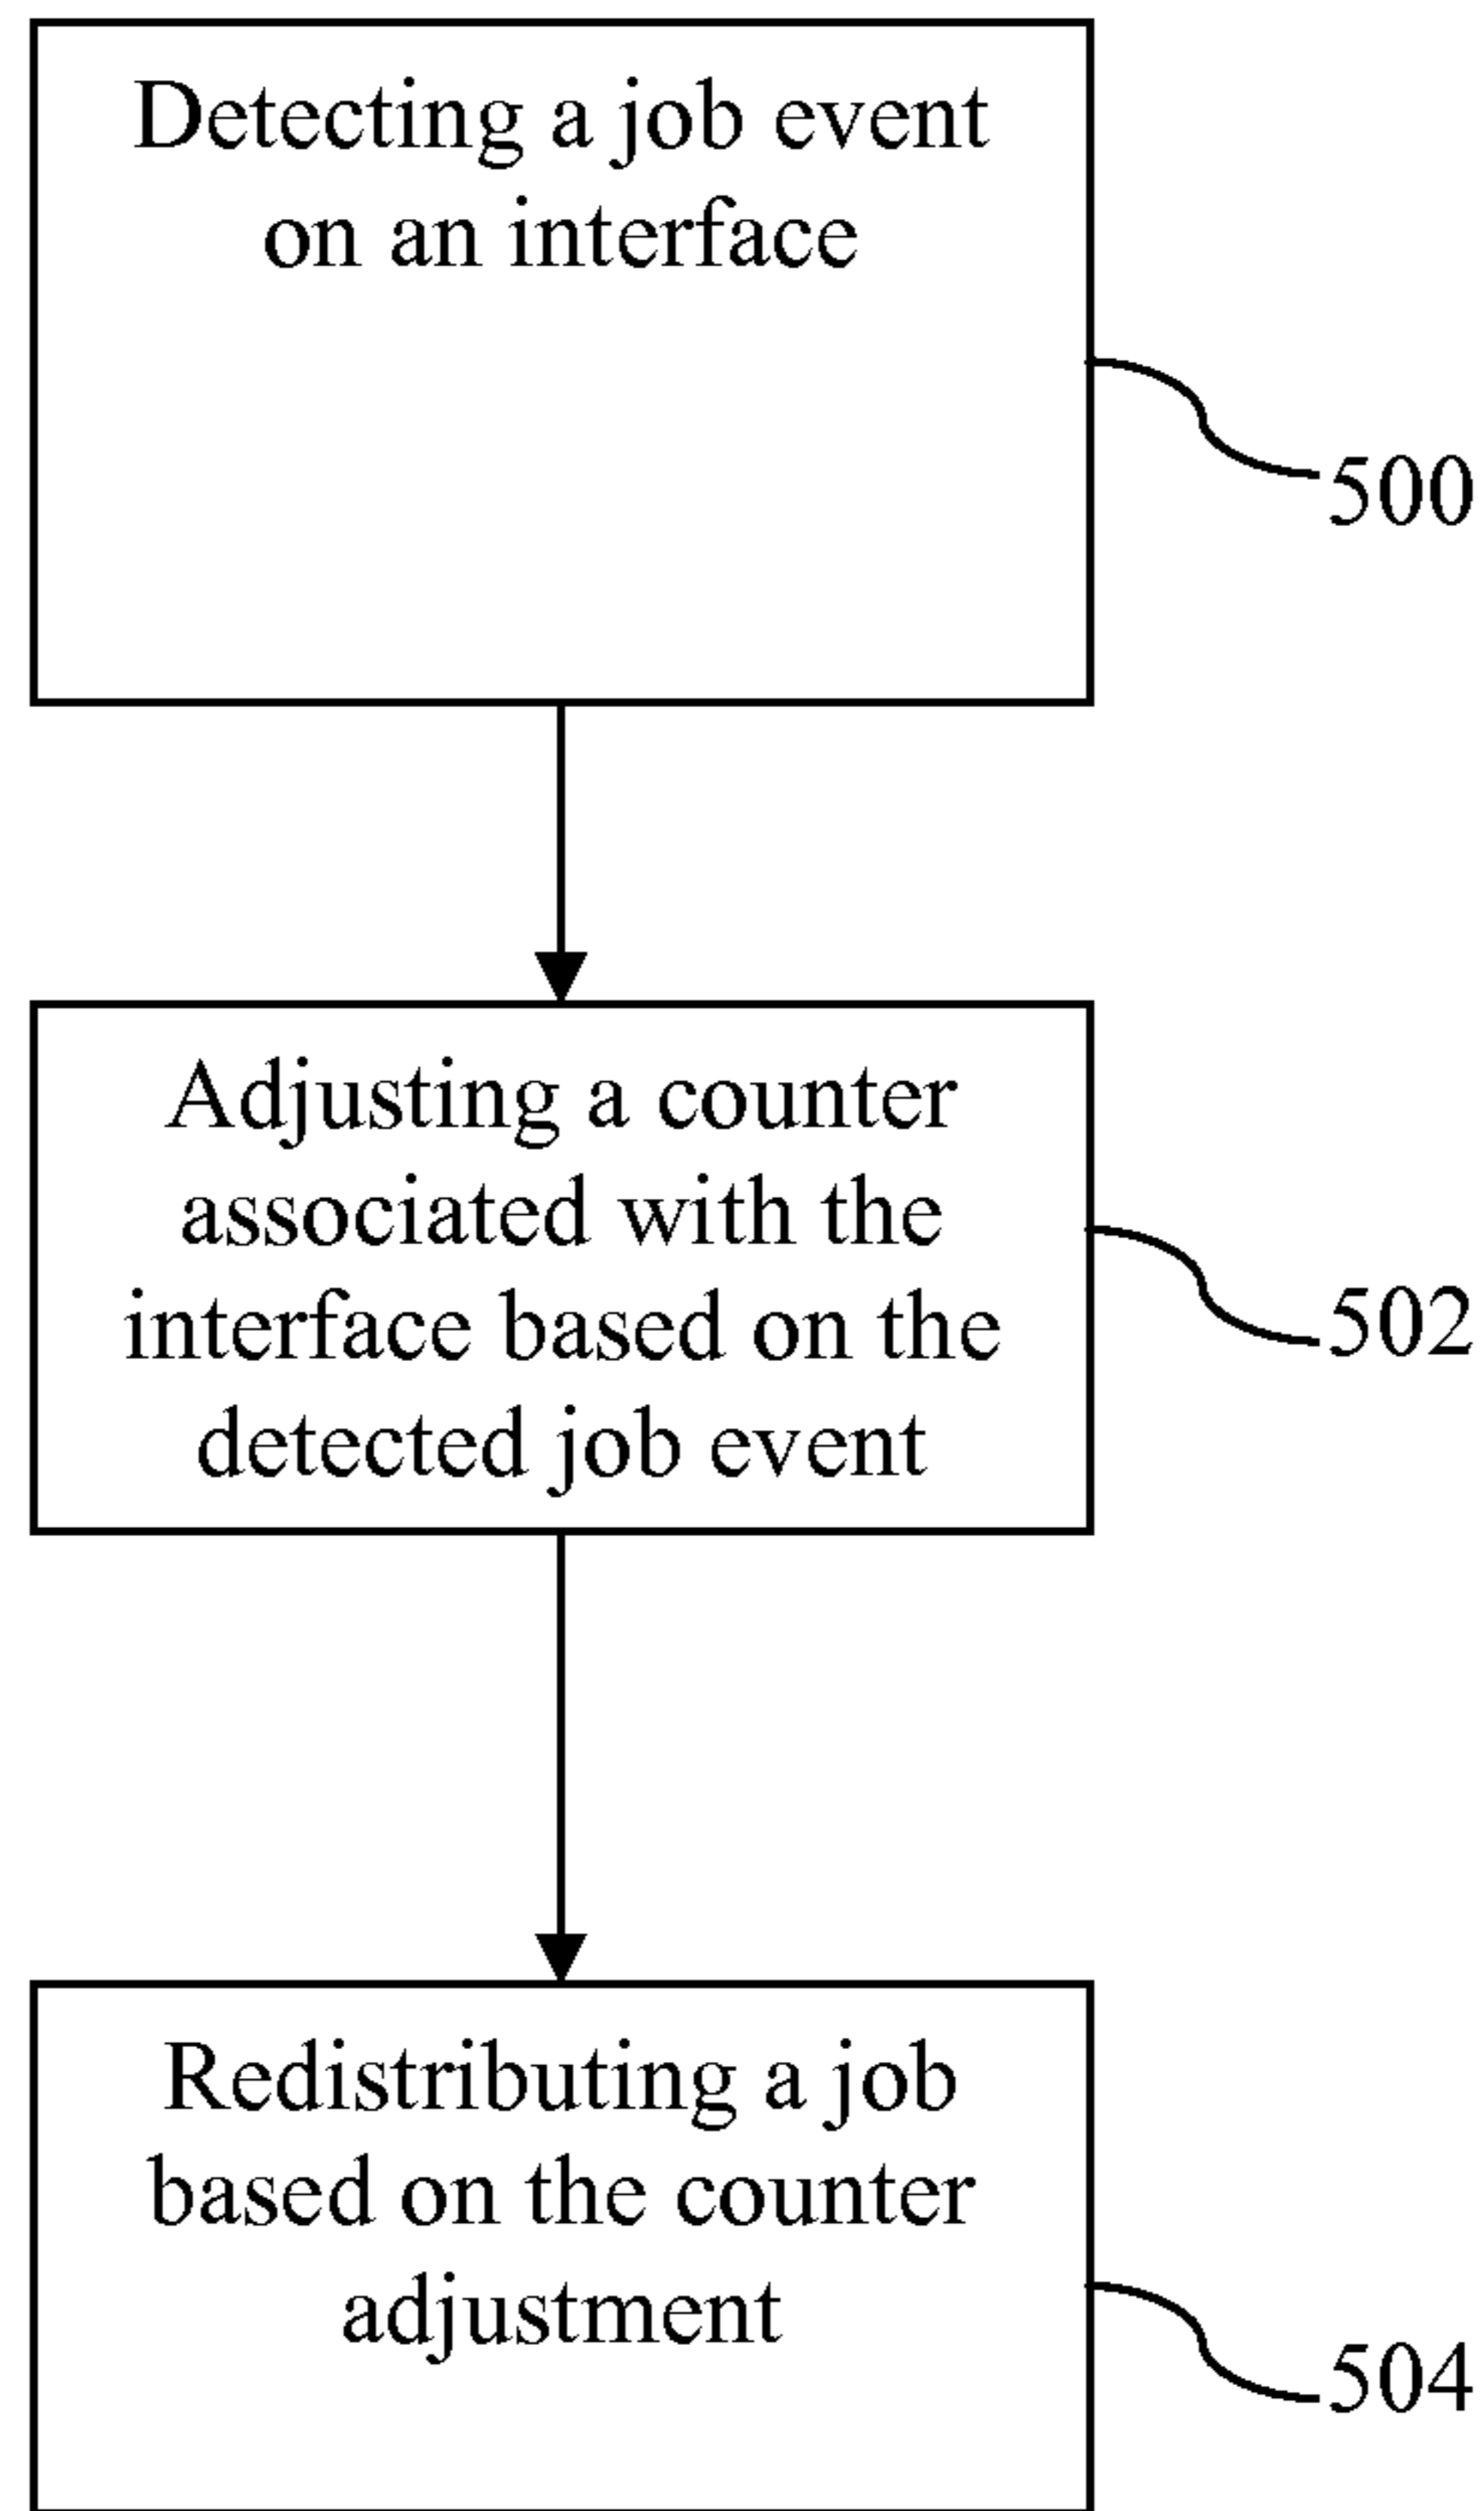 Detecting a job event
on an interface
500
Adjusting a counter
associated with the
interface based on the
detected job event
502
Redistributing a job
based on the counter
adjustment
504